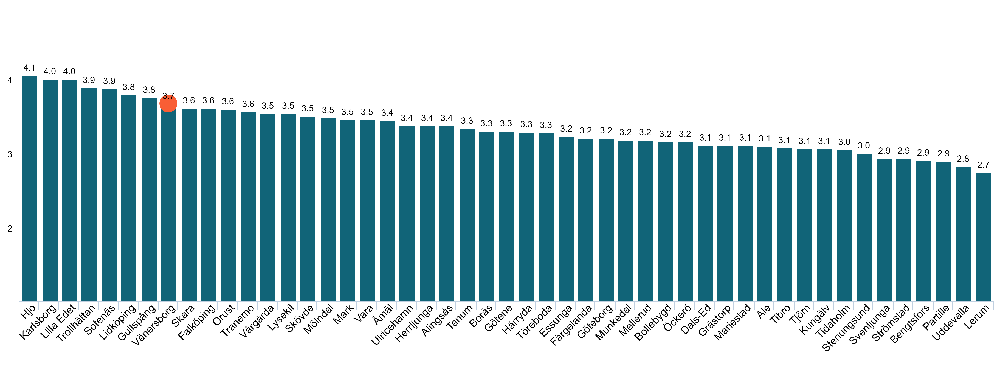 4.1 4.0 4.0 3.9 3.9 3.8 3.8 3.7 3.6 3.6 3.6 3.6 3.5 3.5 3.5 3.5 3.5 3.5 3.4 3.4 3.4 3.4 3.3 3.3 3.3 3.3 3.3 3.2 3.2 3.2 3.2 3.2 3.2 3.2 3.1 3.1 3.1 3.1 3.1 3.1 3.1 3.0 3.0 2.9 2.9 2.9 2.9 2.8 2.7
4
3
2
Hjo
Karlsborg
Lilla Edet
Trollhättan
Sotenäs
Lidköping
Gullspång
Vänersborg
Skara
Falköping
Orust
Tranemo
Vårgårda
Lysekil
Skövde
Mölndal
Mark
Vara
Åmål
Ulricehamn
Herrljunga
Alingsås
Tanum
Borås
Götene
Härryda
Töreboda
Essunga
Färgelanda
Göteborg
Munkedal
Mellerud
Bollebygd
Öckerö
Dals-Ed
Grästorp
Mariestad
Ale
Tibro
Tjörn
Kungälv
Tidaholm
Stenungsund
Svenljunga
Strömstad
Bengtsfors
Partille
Uddevalla
Lerum